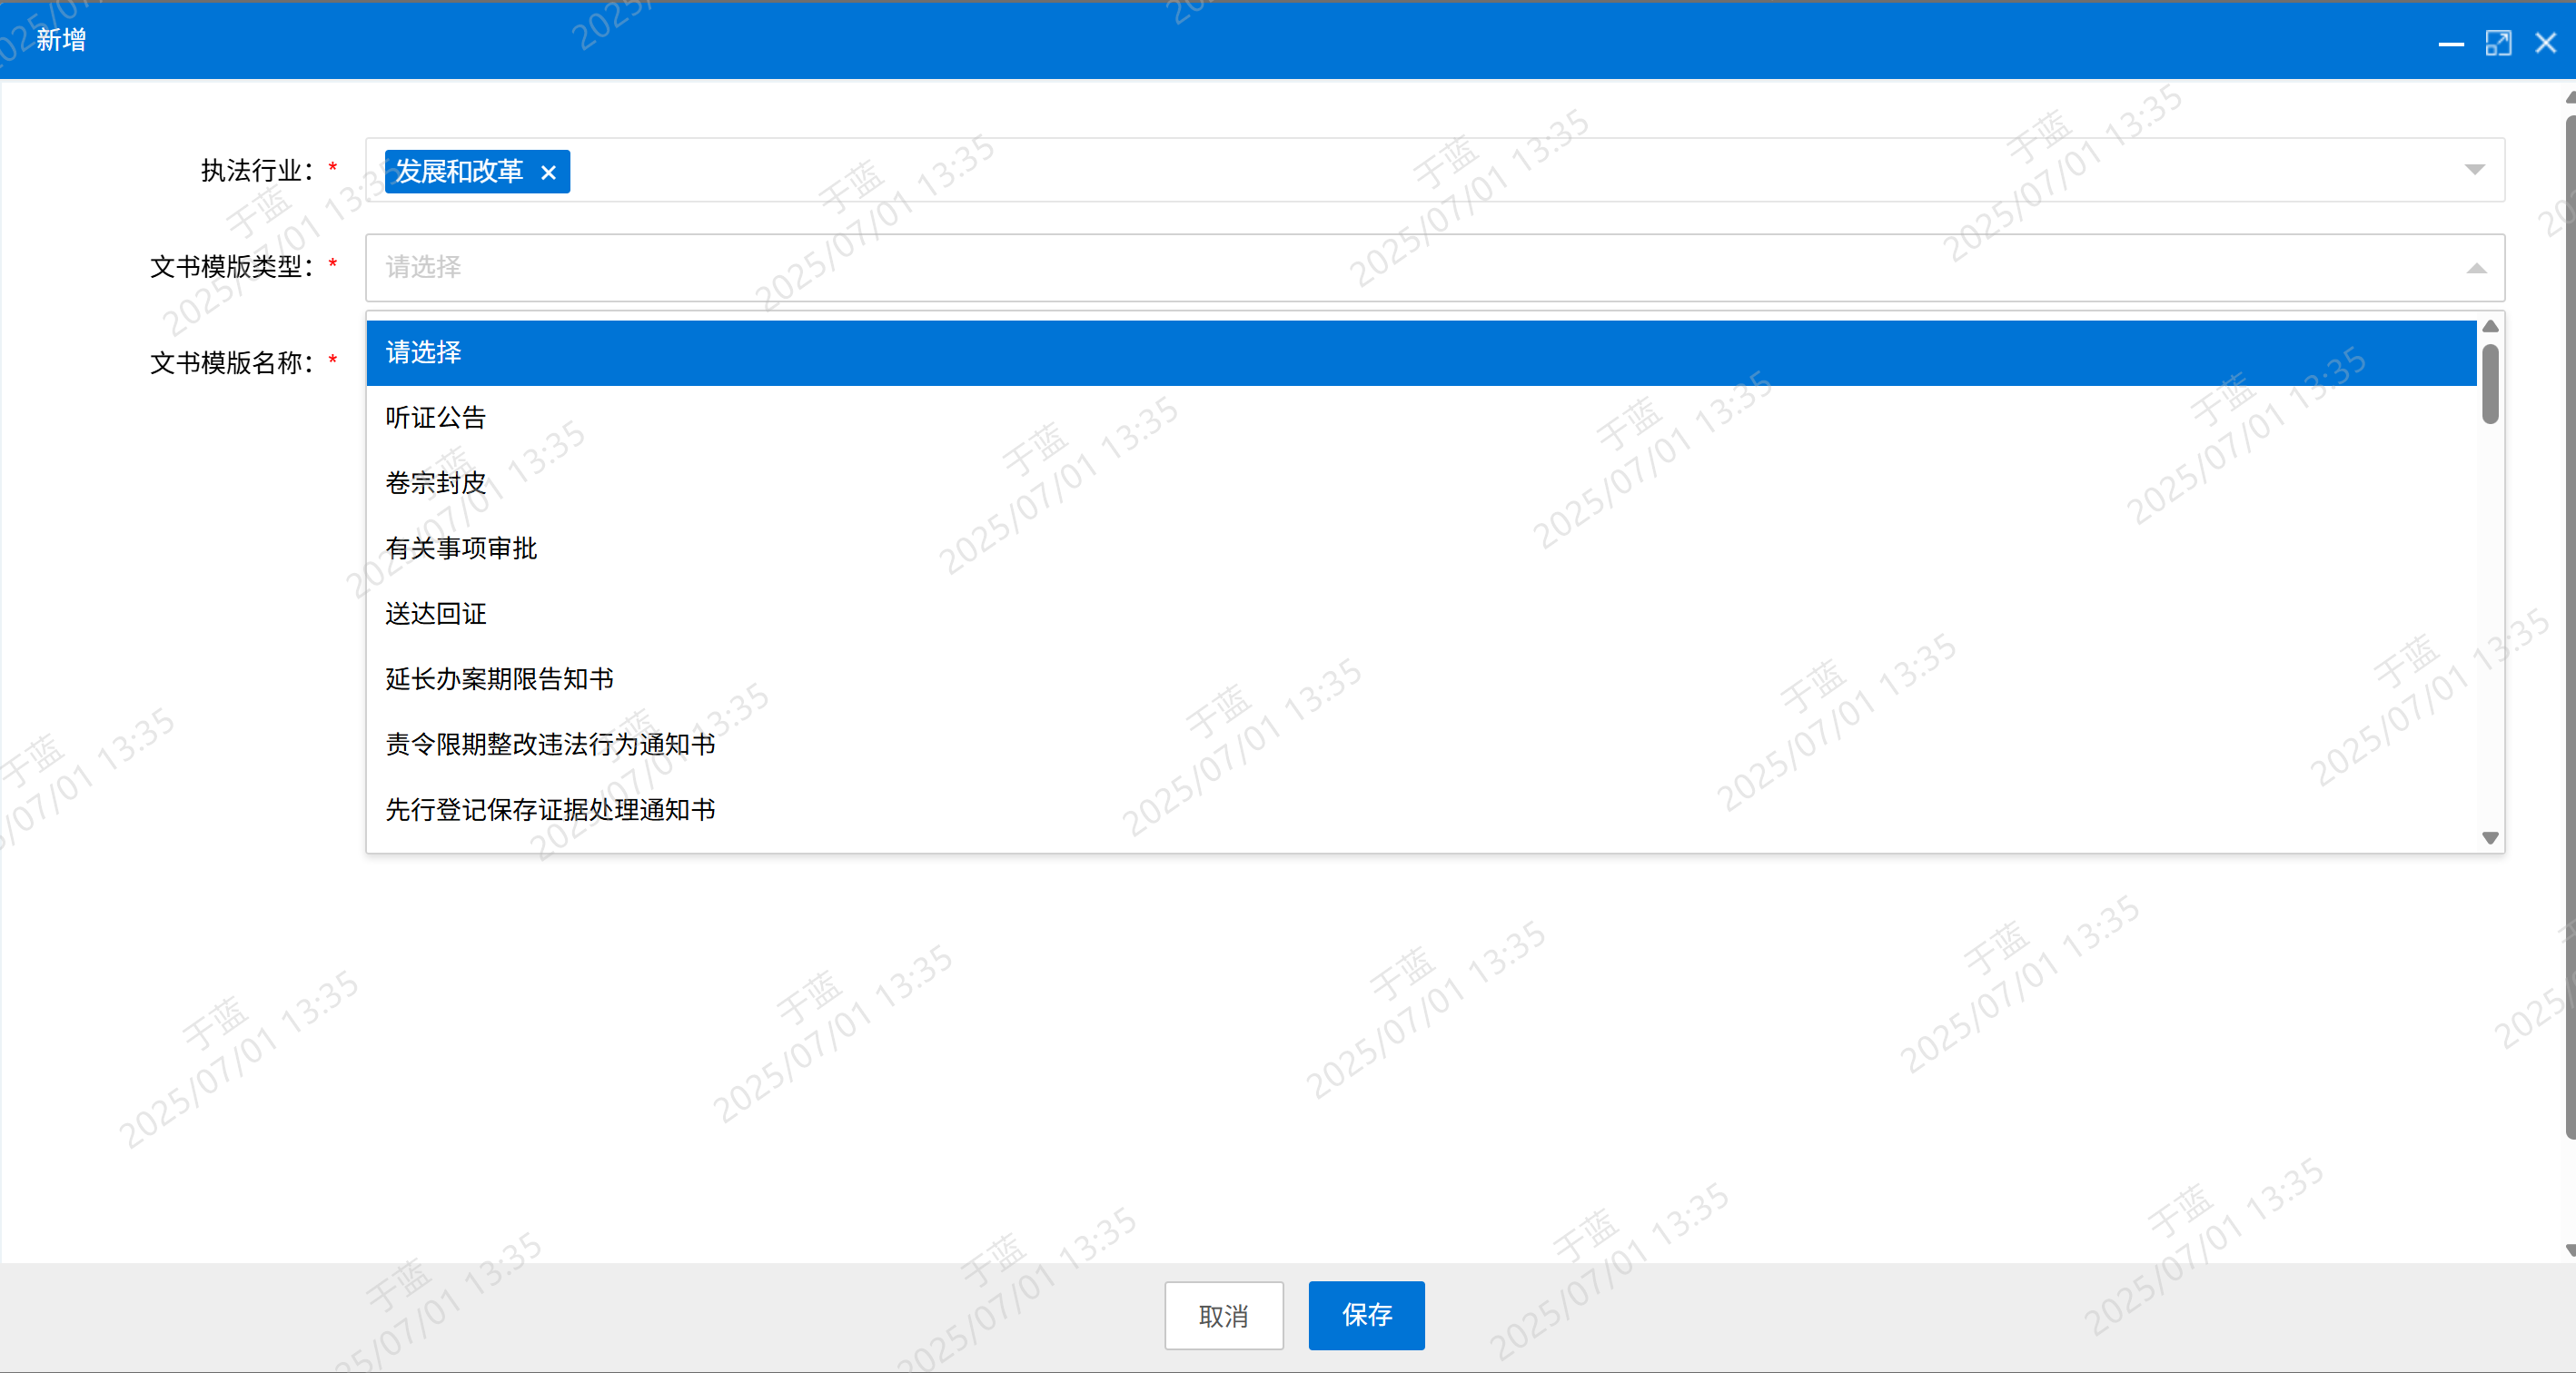 新增
执法行业：*
发展和改革 ×
文书模版类型：*
请选择
文书模版名称：*
请选择
听证公告
卷宗封皮
有关事项审批
送达回证
延长办案期限告知书
责令限期整改违法行为通知书
先行登记保存证据处理通知书
取消
保存
于蓝
2025/07/01 13:35